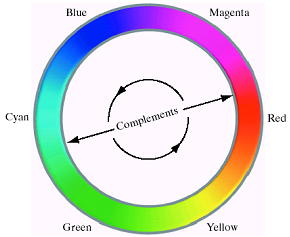 Blue
Magenta
Cyan
Complements
Red
Green
Yellow